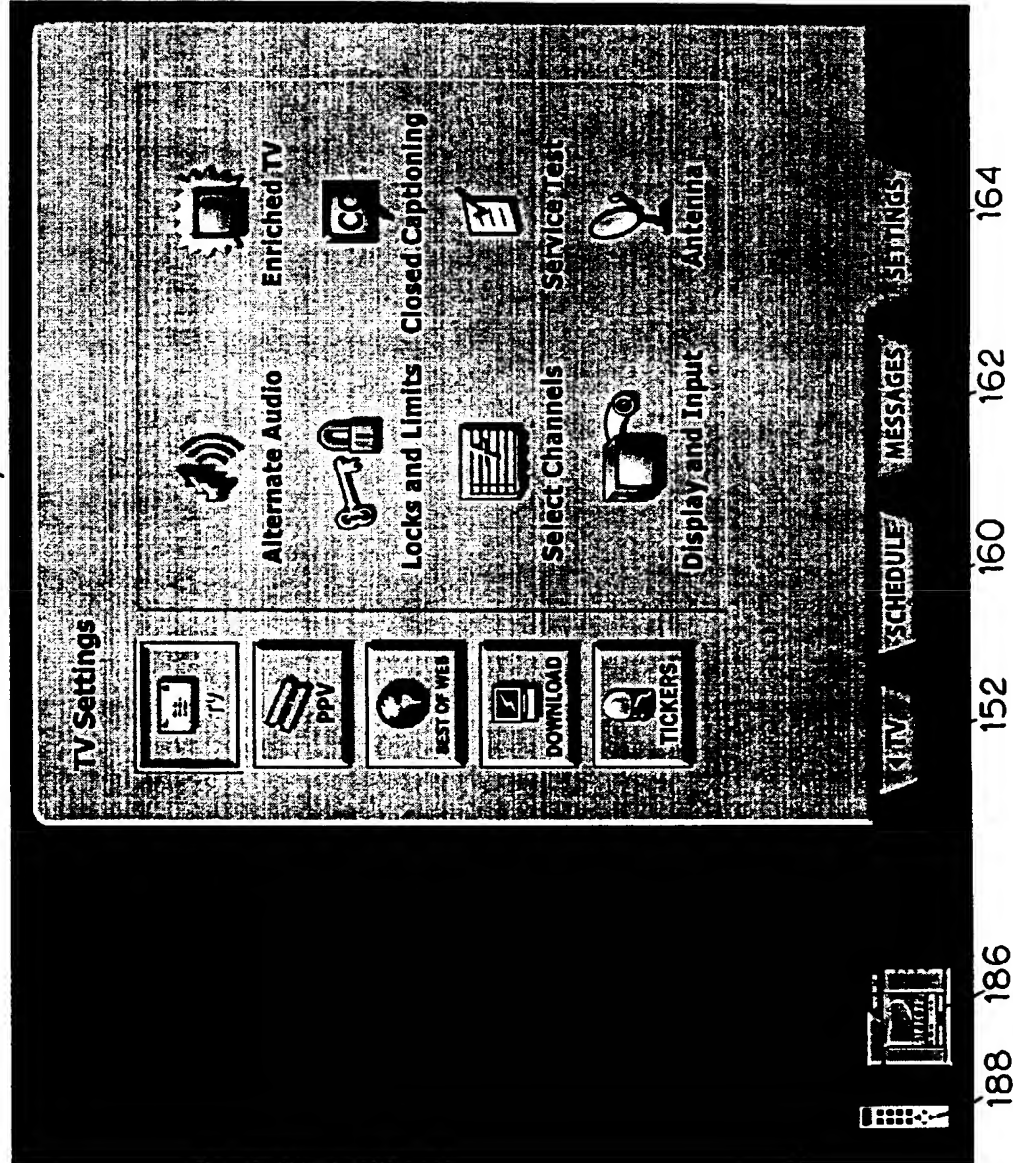 TV Settings
TV
PPV
BEST OF WEB
DOWNLOAD
TICKERS
Alternate Audio
Enriched TV
Locks and Limits
Closed Captioning
CC
Select Channels
Service Test
Display and Input
Antenna
TV
SCHEDULE
MESSAGES
SETTINGS
188
186
152
160
162
164